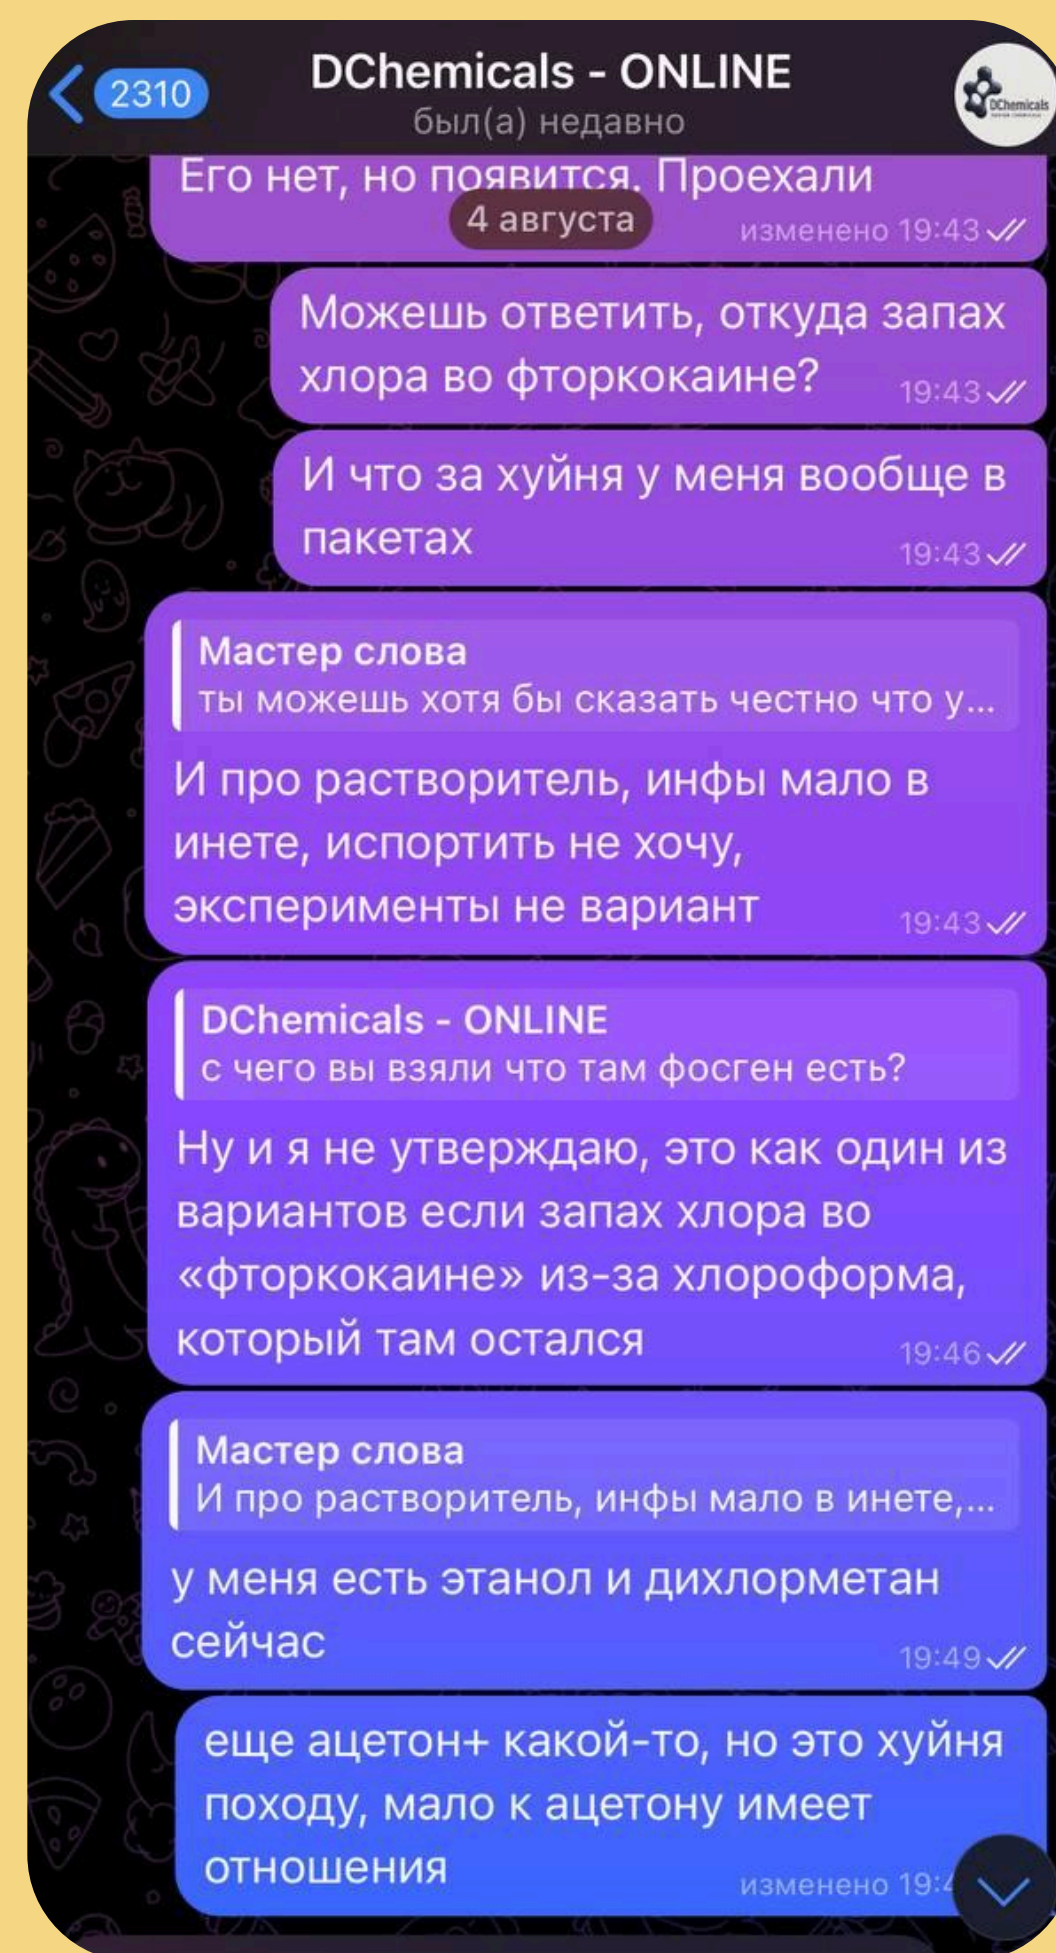 2310
DChemicals - ONLINE
был(а) недавно
DChemicals
Его нет, но появится. Проехали
4 августа
изменено 19:43
Можешь ответить, откуда запах
хлора во фторкокаине?
19:43
И что за хуйня у меня вообще в
пакетах
19:43
Мастер слова
ты можешь хотя бы сказать честно что у...
И про растворитель, инфы мало в
инете, испортить не хочу,
эксперименты не вариант
19:43
DChemicals - ONLINE
с чего вы взяли что там фосген есть?
Ну и я не утверждаю, это как один из
вариантов если запах хлора во
«фторкокаине» из-за хлороформа,
который там остался
19:46
Мастер слова
И про растворитель, инфы мало в инете,...
у меня есть этанол и дихлорметан
сейчас
19:49
еще ацетон+ какой-то, но это хуйня
походу, мало к ацетону имеет
отношения
изменено 19:4